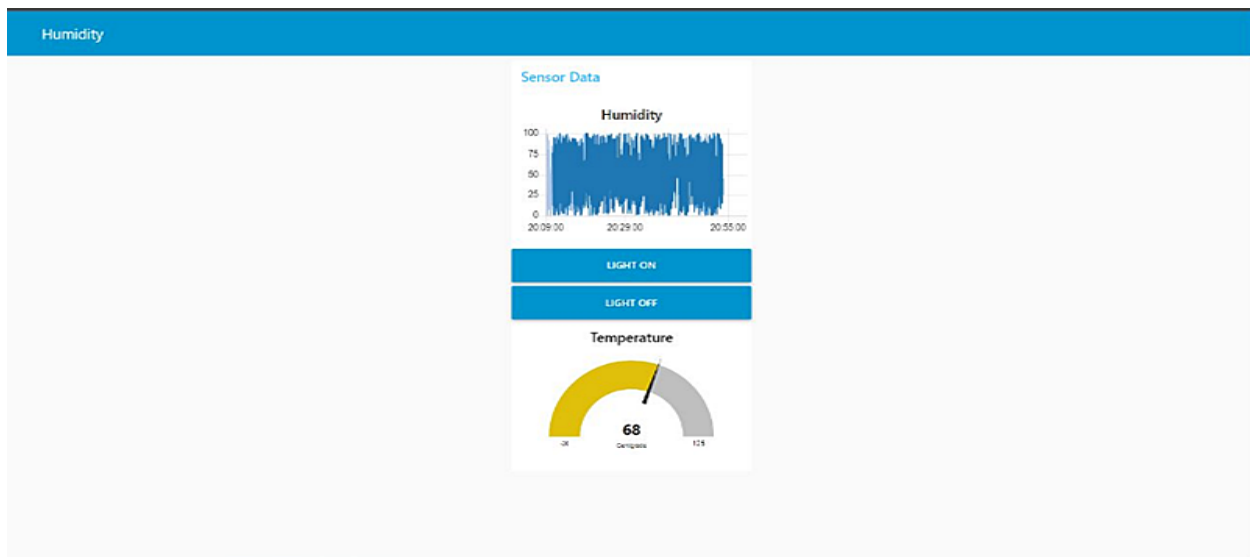 Humidity
Sensor Data
Humidity
100
75
50
25
0
20:09:00 20:29:00 20:55:00
LIGHT ON
LIGHT OFF
Temperature
68
Centigrade
125